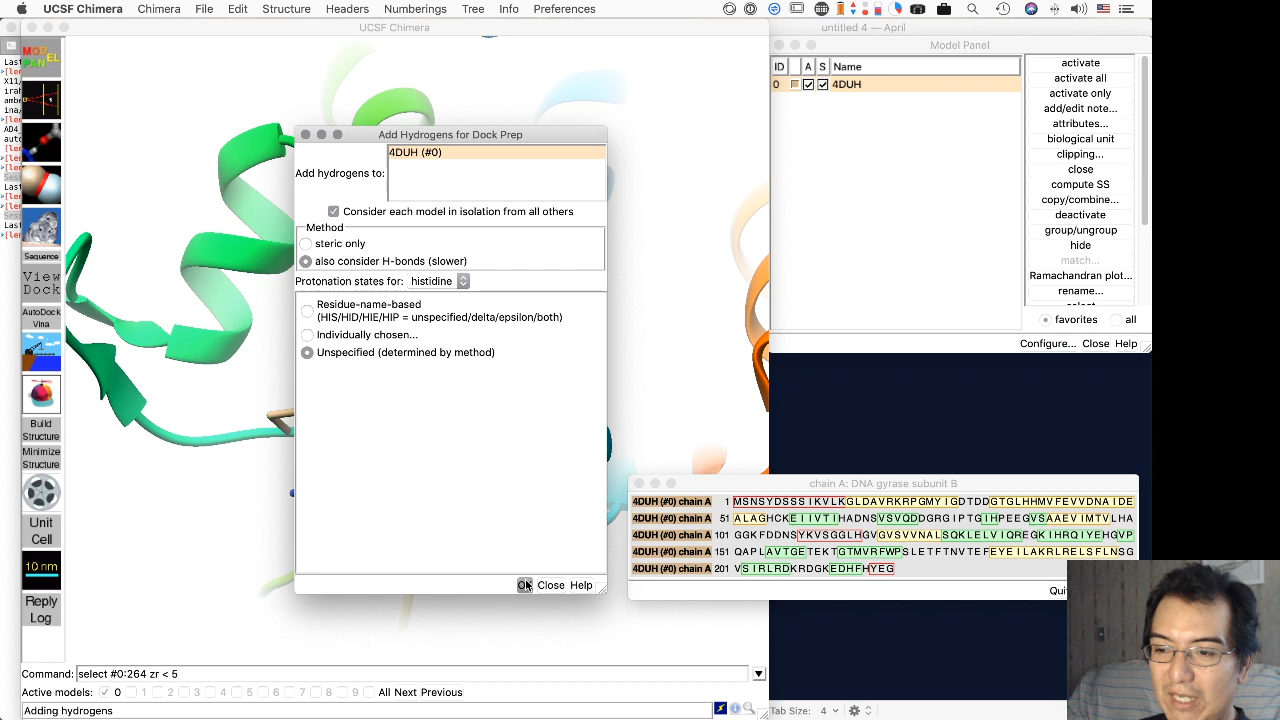 UCSF Chimera Chimera File Edit Structure Headers Numberings Tree Info Preferences
UCSF Chimera
untitled 4 — April
Model Panel
ID A S Name
0 4DUH
activate
activate all
activate only
add/edit note...
attributes...
biological unit
clipping...
close
compute SS
copy/combine...
deactivate
group/ungroup
hide
match...
Ramachandran plot...
rename...
favorites all
Configure... Close Help
Add Hydrogens for Dock Prep
4DUH (#0)
Add hydrogens to:
Consider each model in isolation from all others
Method
steric only
also consider H-bonds (slower)
Protonation states for: histidine
Residue-name-based
(HIS/HID/HIE/HIP = unspecified/delta/epsilon/both)
Individually chosen...
Unspecified (determined by method)
Close Help
Sequence
View
Dock
AutoDock
Vina
Build
Structure
Minimize
Structure
Unit
Cell
10 nm
Reply
Log
chain A: DNA gyrase subunit B
4DUH (#0) chain A 1 MSNSYDSSSIKVLKGLDAVRKRPGMYIGDTDDGTGLHHMVFEVVDNAIDE
4DUH (#0) chain A 51 ALAGHCKEIIVTIHADNSVSVQDDGRGIPTGIHPEEGVSAAEVIMTVLHA
4DUH (#0) chain A 101 GGKFDDNSYKVSGGLHGVGVSVVNALSQKLELVIQREGKIHRQIYEHGVP
4DUH (#0) chain A 151 QAPLAVTGETEKTGTMVRFWPSLETFTNVTEFEYEILAKRLRELSFLNSG
4DUH (#0) chain A 201 VSIRLRDKRDGKEDHFHYEG
Command: select #0:264 zr < 5
Active models: 0 1 2 3 4 5 6 7 8 9 All Next Previous
Adding hydrogens
Tab Size: 4